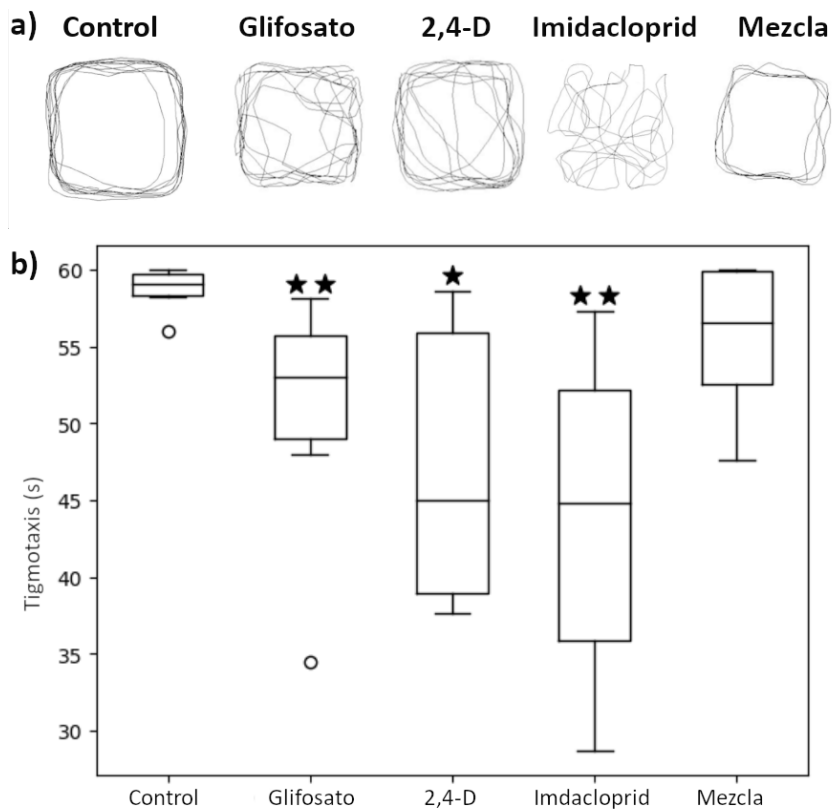 a) Control Glifosato 2,4-D Imidacloprid Mezcla
b)
★★ ★ ★★
60
55
50
45
40
35
30
Tigmotaxis (s)
Control Glifosato 2,4-D Imdacloprid Mezcla